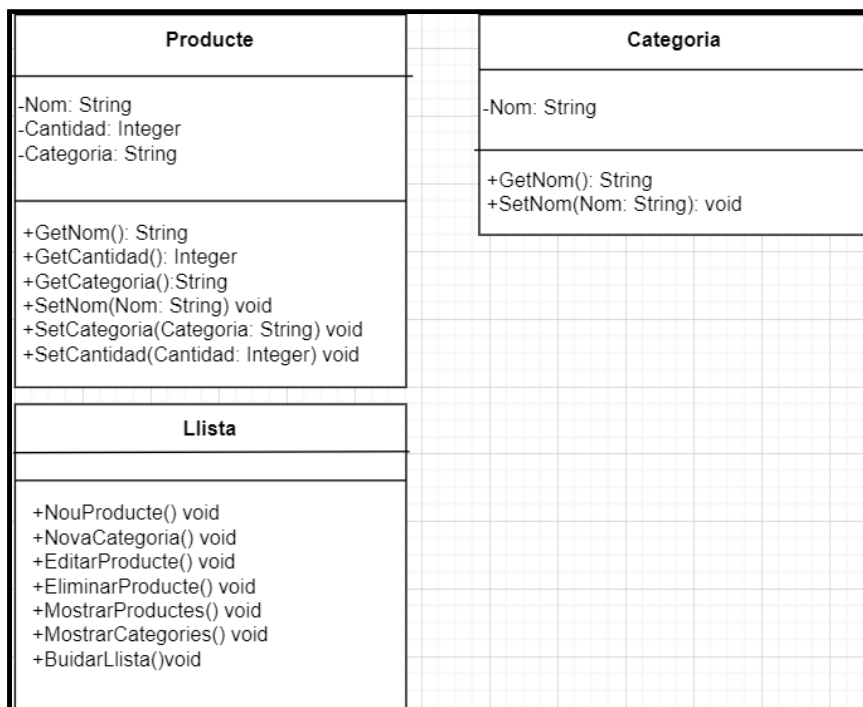 Producte
-Nom: String
-Cantidad: Integer
-Categoria: String
+GetNom(): String
+GetCantidad(): Integer
+GetCategoria():String
+SetNom(Nom: String) void
+SetCategoria(Categoria: String) void
+SetCantidad(Cantidad: Integer) void
Categoria
-Nom: String
+GetNom(): String
+SetNom(Nom: String): void
Llista
+NouProducte() void
+NovaCategoria() void
+EditarProducte() void
+EliminarProducte() void
+MostrarProductes() void
+MostrarCategories() void
+BuidarLlista()void